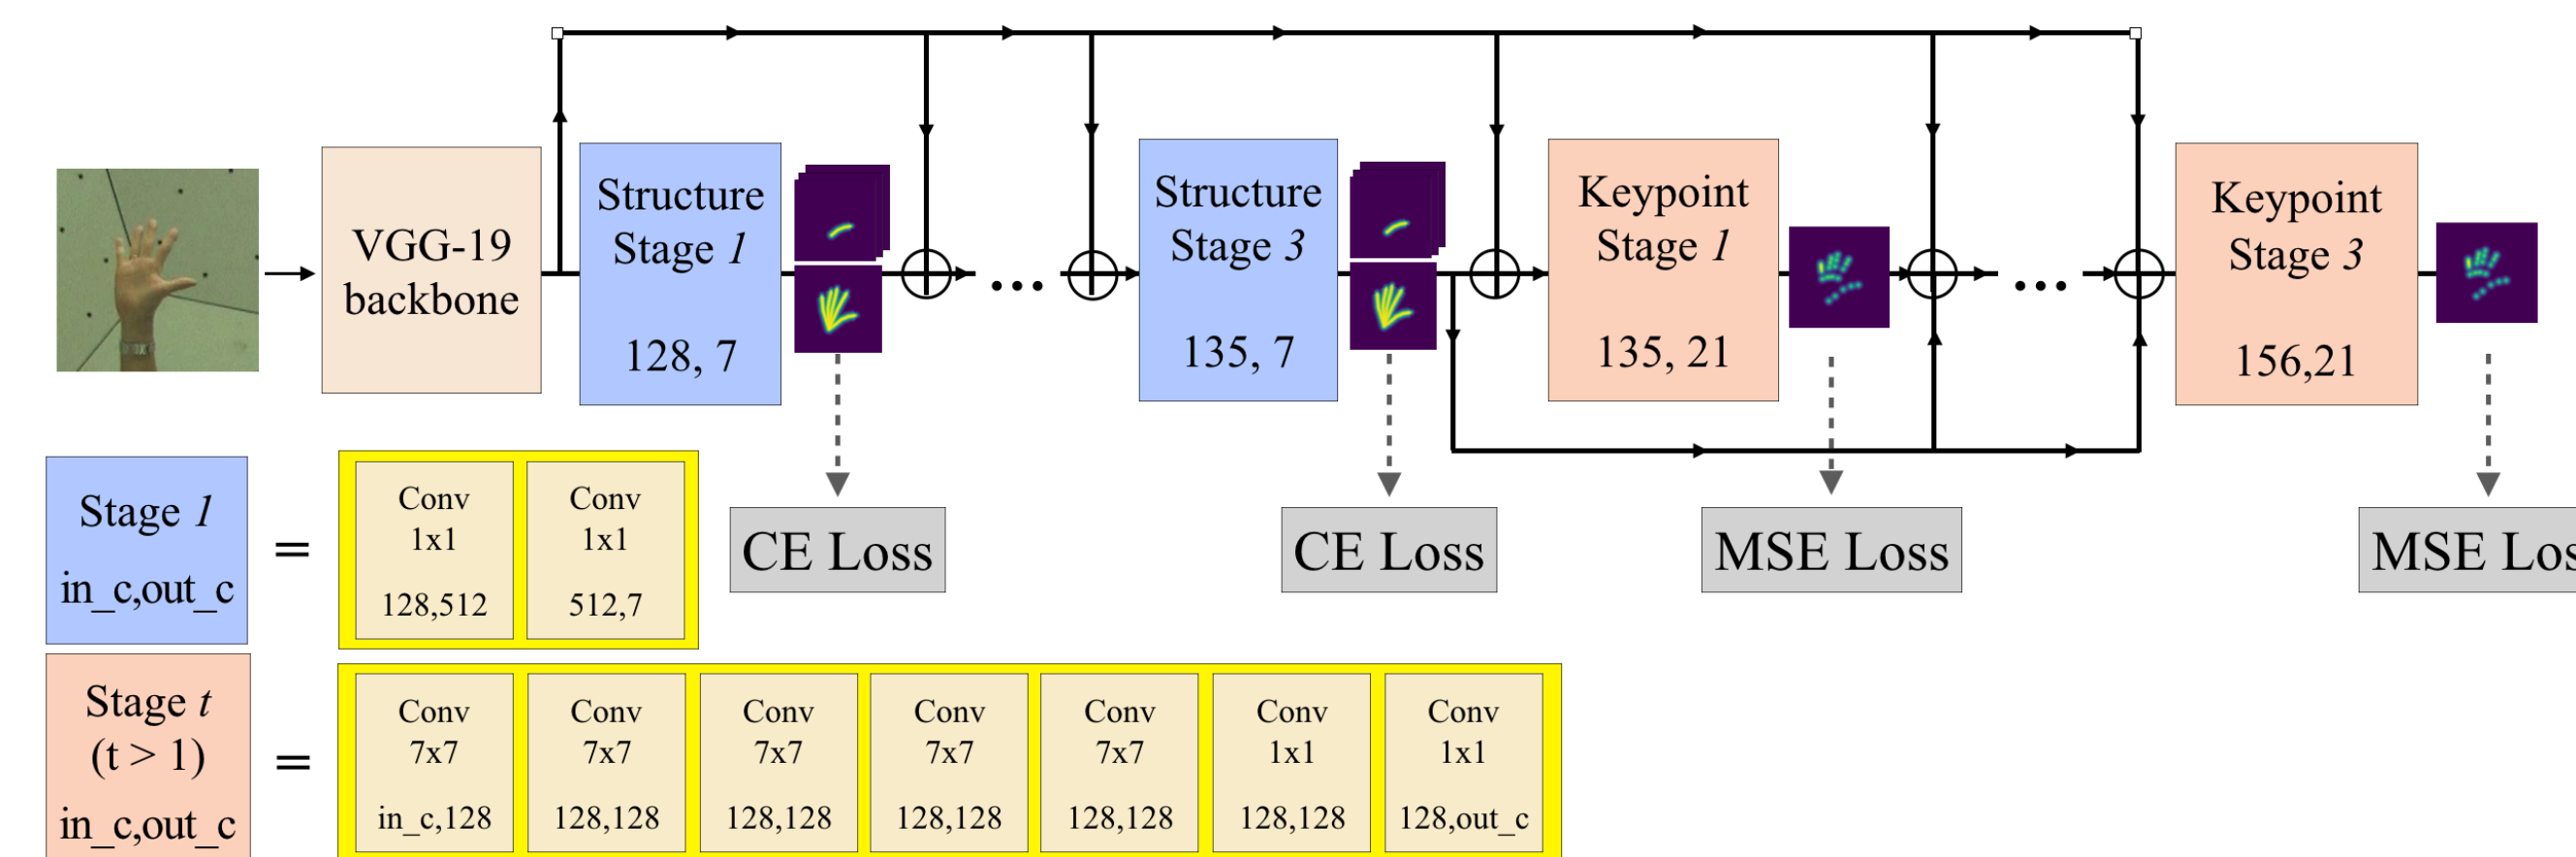 VGG-19
backbone
Structure
Stage 1
128, 7
...
Structure
Stage 3
135, 7
Keypoint
Stage 1
135, 21
...
Keypoint
Stage 3
156,21
CE Loss
CE Loss
MSE Loss
MSE Los
Stage 1
in_c,out_c
=
Conv
1x1
128,512
Conv
1x1
512,7
Stage t
(t > 1)
in_c,out_c
=
Conv
7x7
in_c,128
Conv
7x7
128,128
Conv
7x7
128,128
Conv
7x7
128,128
Conv
7x7
128,128
Conv
1x1
128,128
Conv
1x1
128,out_c